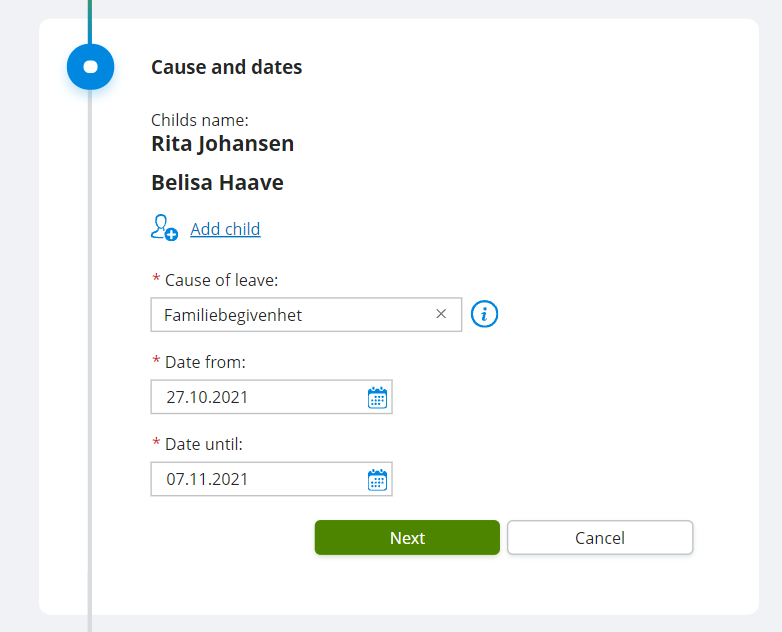 Cause and dates
Childs name:
Rita Johansen
Belisa Haave
Add child
* Cause of leave:
Familiebegivenhet
* Date from:
27.10.2021
* Date until:
07.11.2021
Next Cancel